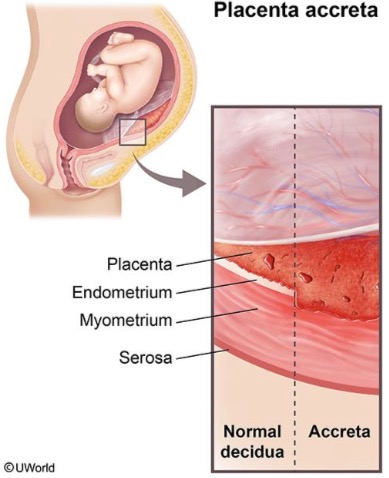 Placenta accreta
Placenta
Endometrium
Myometrium
Serosa
Normal
decidua
Accreta
©UWorld